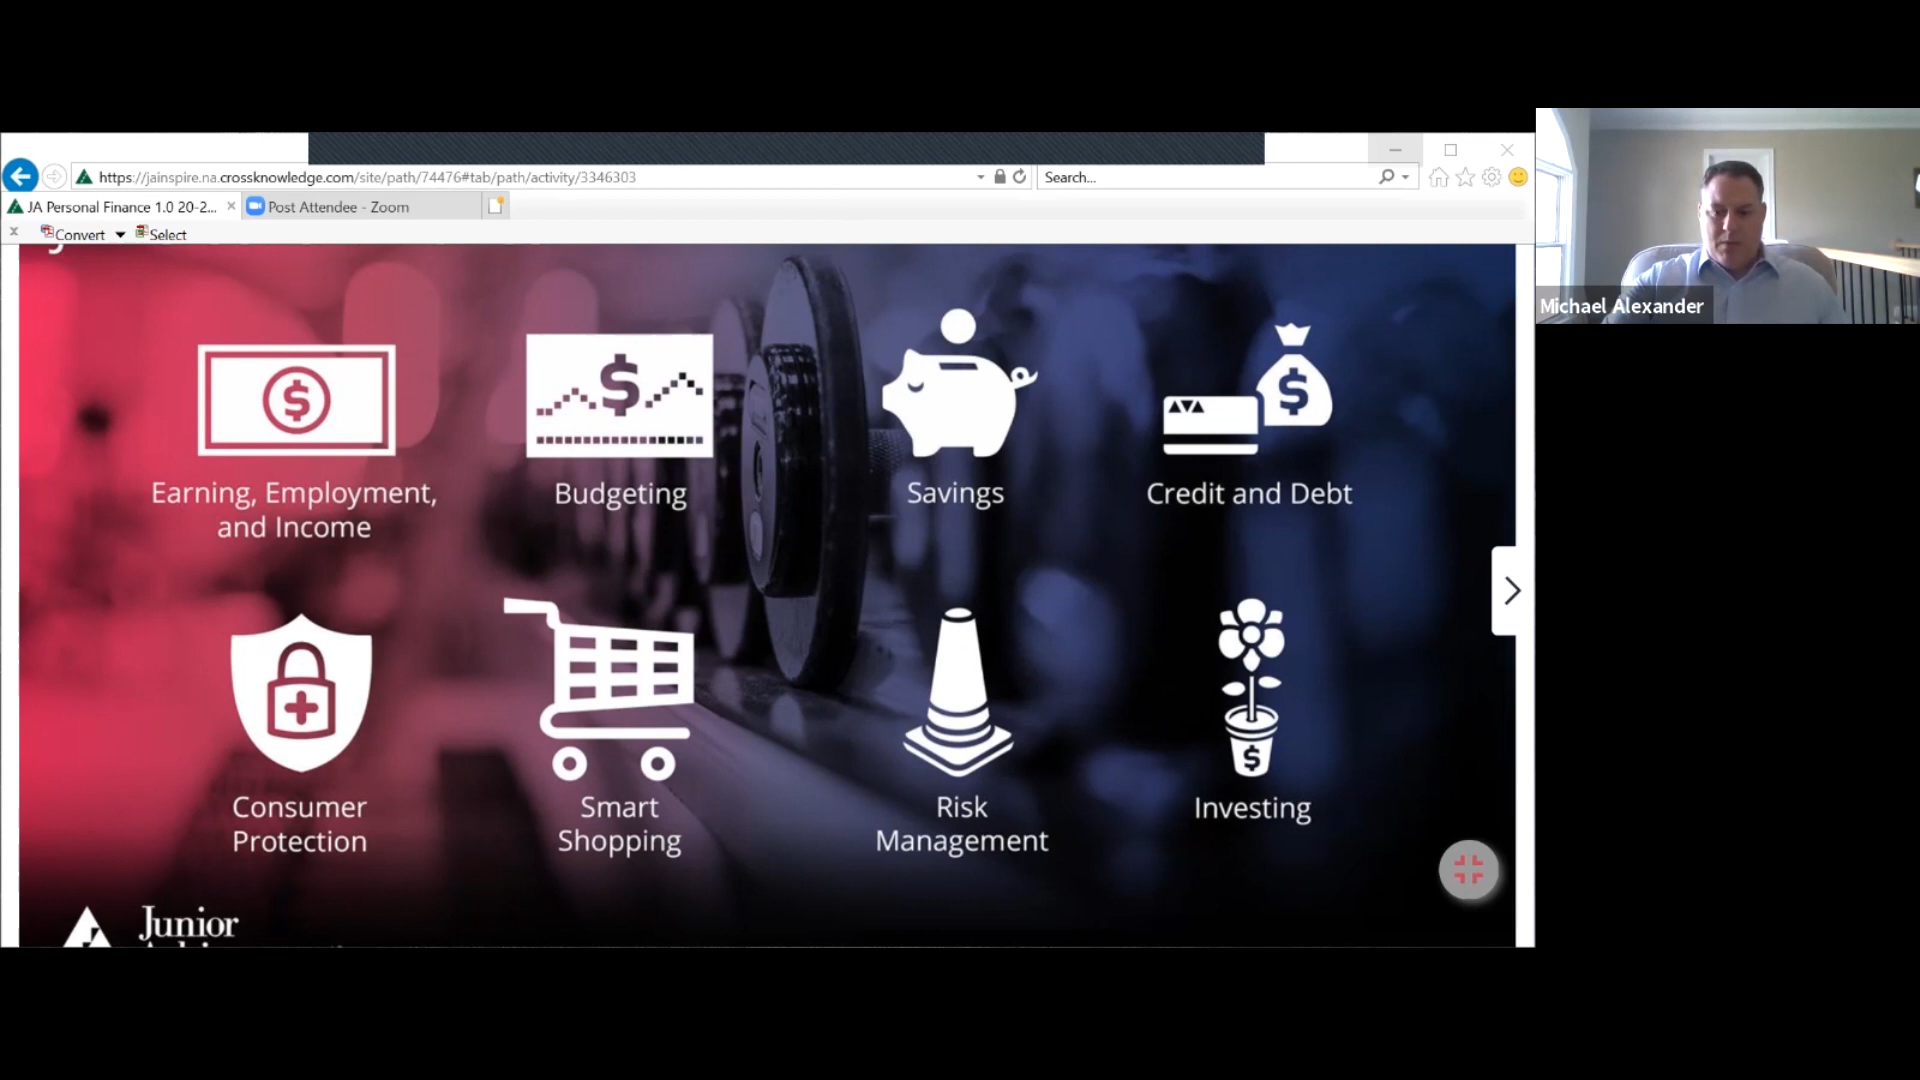 https://jainspire.na.crossknowledge.com/site/path/74476#tab/path/activity/3346303
Search...
JA Personal Finance 1.0 20-2...
Post Attendee - Zoom
x Convert Select
Michael Alexander
$
$
$
Earning, Employment,
and Income
Budgeting
Savings
Credit and Debt
$
Consumer
Protection
Smart
Shopping
Risk
Management
Investing
Junior